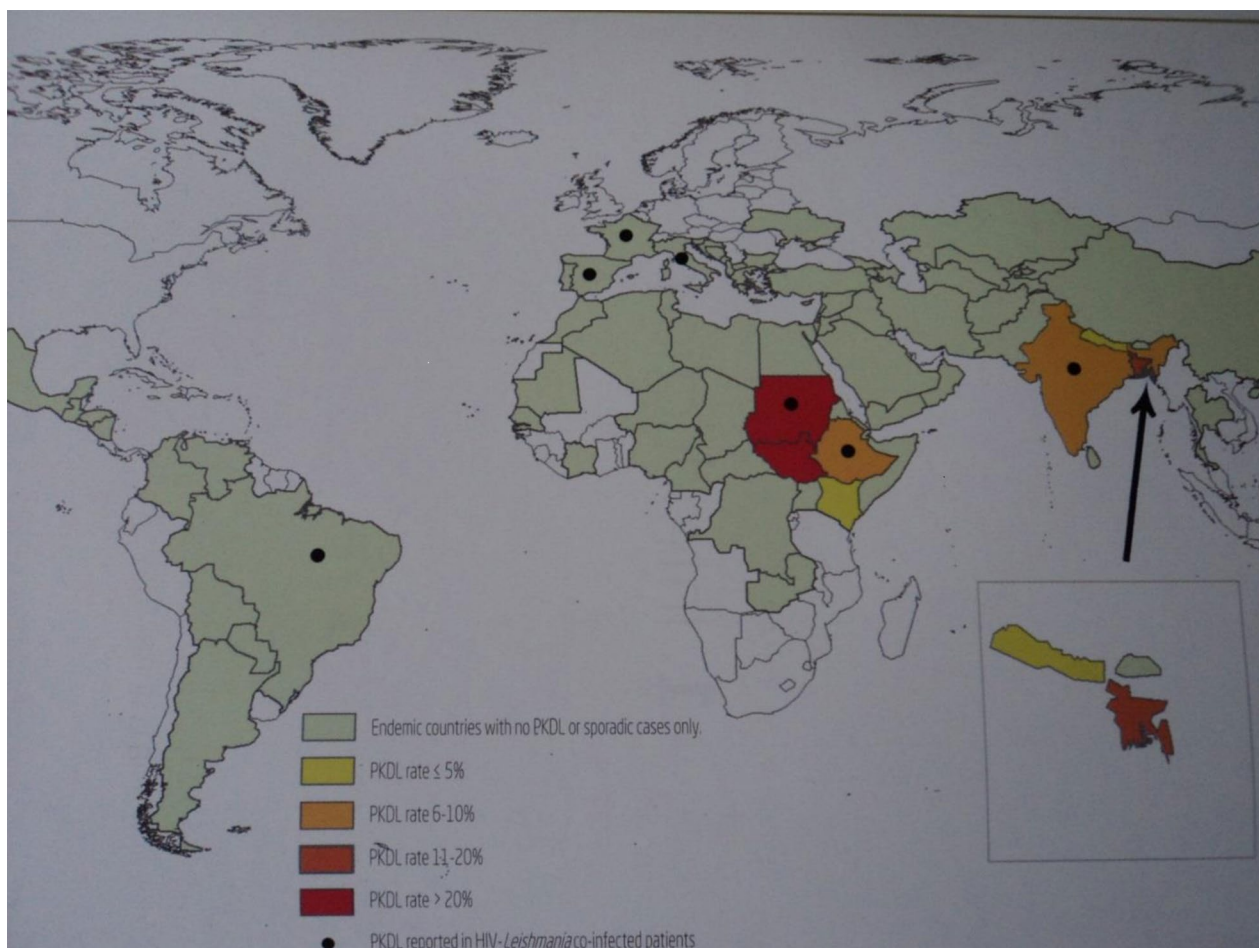 Endemic countries with no PKDL or sporadic cases only.
PKDL rate ≤ 5%
PKDL rate 6-10%
PKDL rate 11-20%
PKDL rate > 20%
PKDL reported in HIV-Leishmania co-infected patients